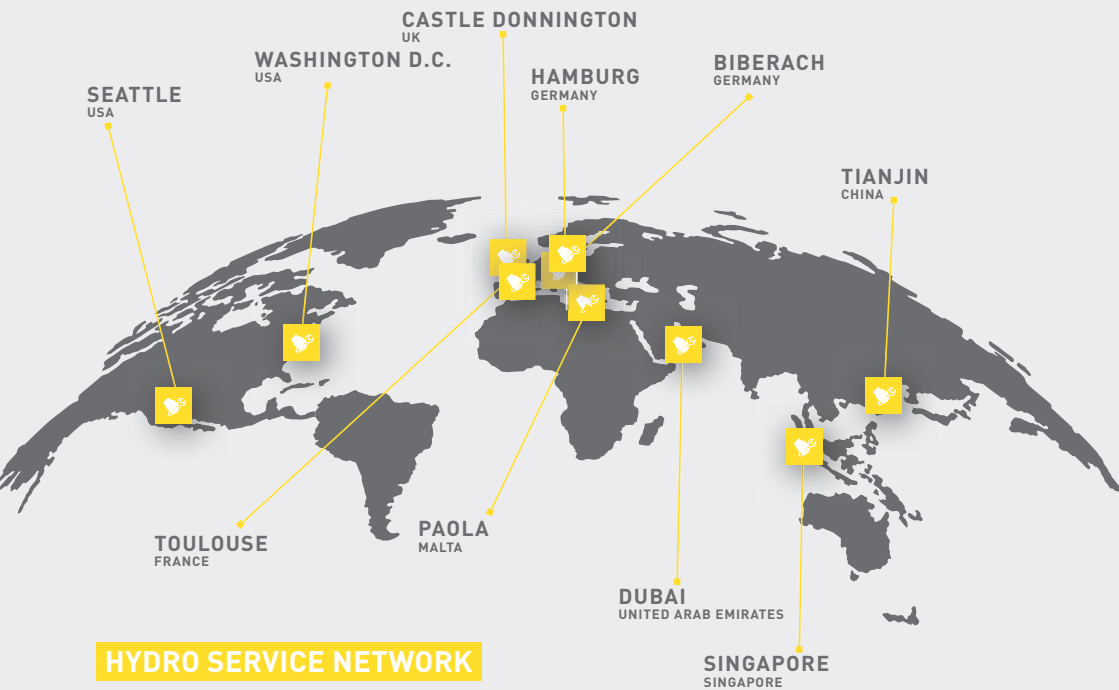 CASTLE DONNINGTON
UK
WASHINGTON D.C.
USA
BIBERACH
GERMANY
HAMBURG
GERMANY
SEATTLE
USA
TIANJIN
CHINA
PAOLA
MALTA
TOULOUSE
FRANCE
DUBAI
UNITED ARAB EMIRATES
HYDRO SERVICE NETWORK
SINGAPORE
SINGAPORE